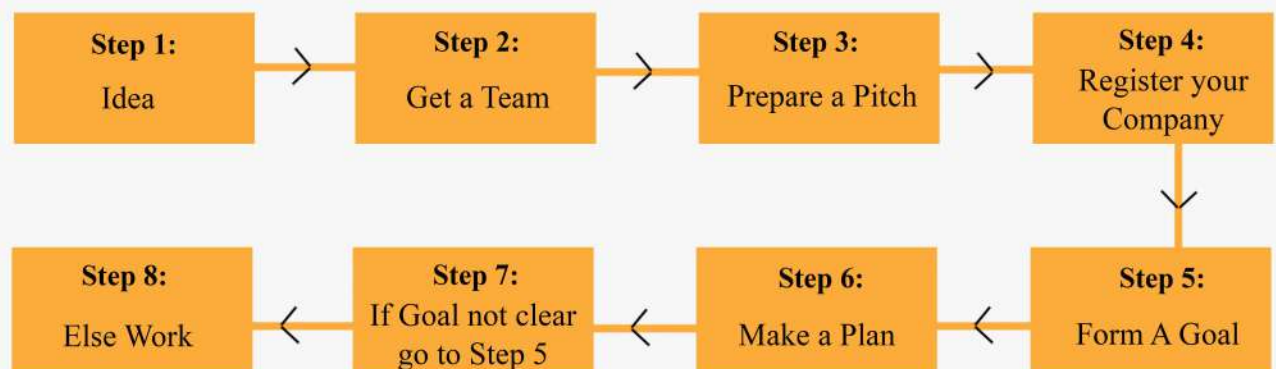 Step 1:
Idea
Step 2:
Get a Team
Step 3:
Prepare a Pitch
Step 4:
Register your
Company
Step 5:
Form A Goal
Step 6:
Make a Plan
Step 7:
If Goal not clear
go to Step 5
Step 8:
Else Work